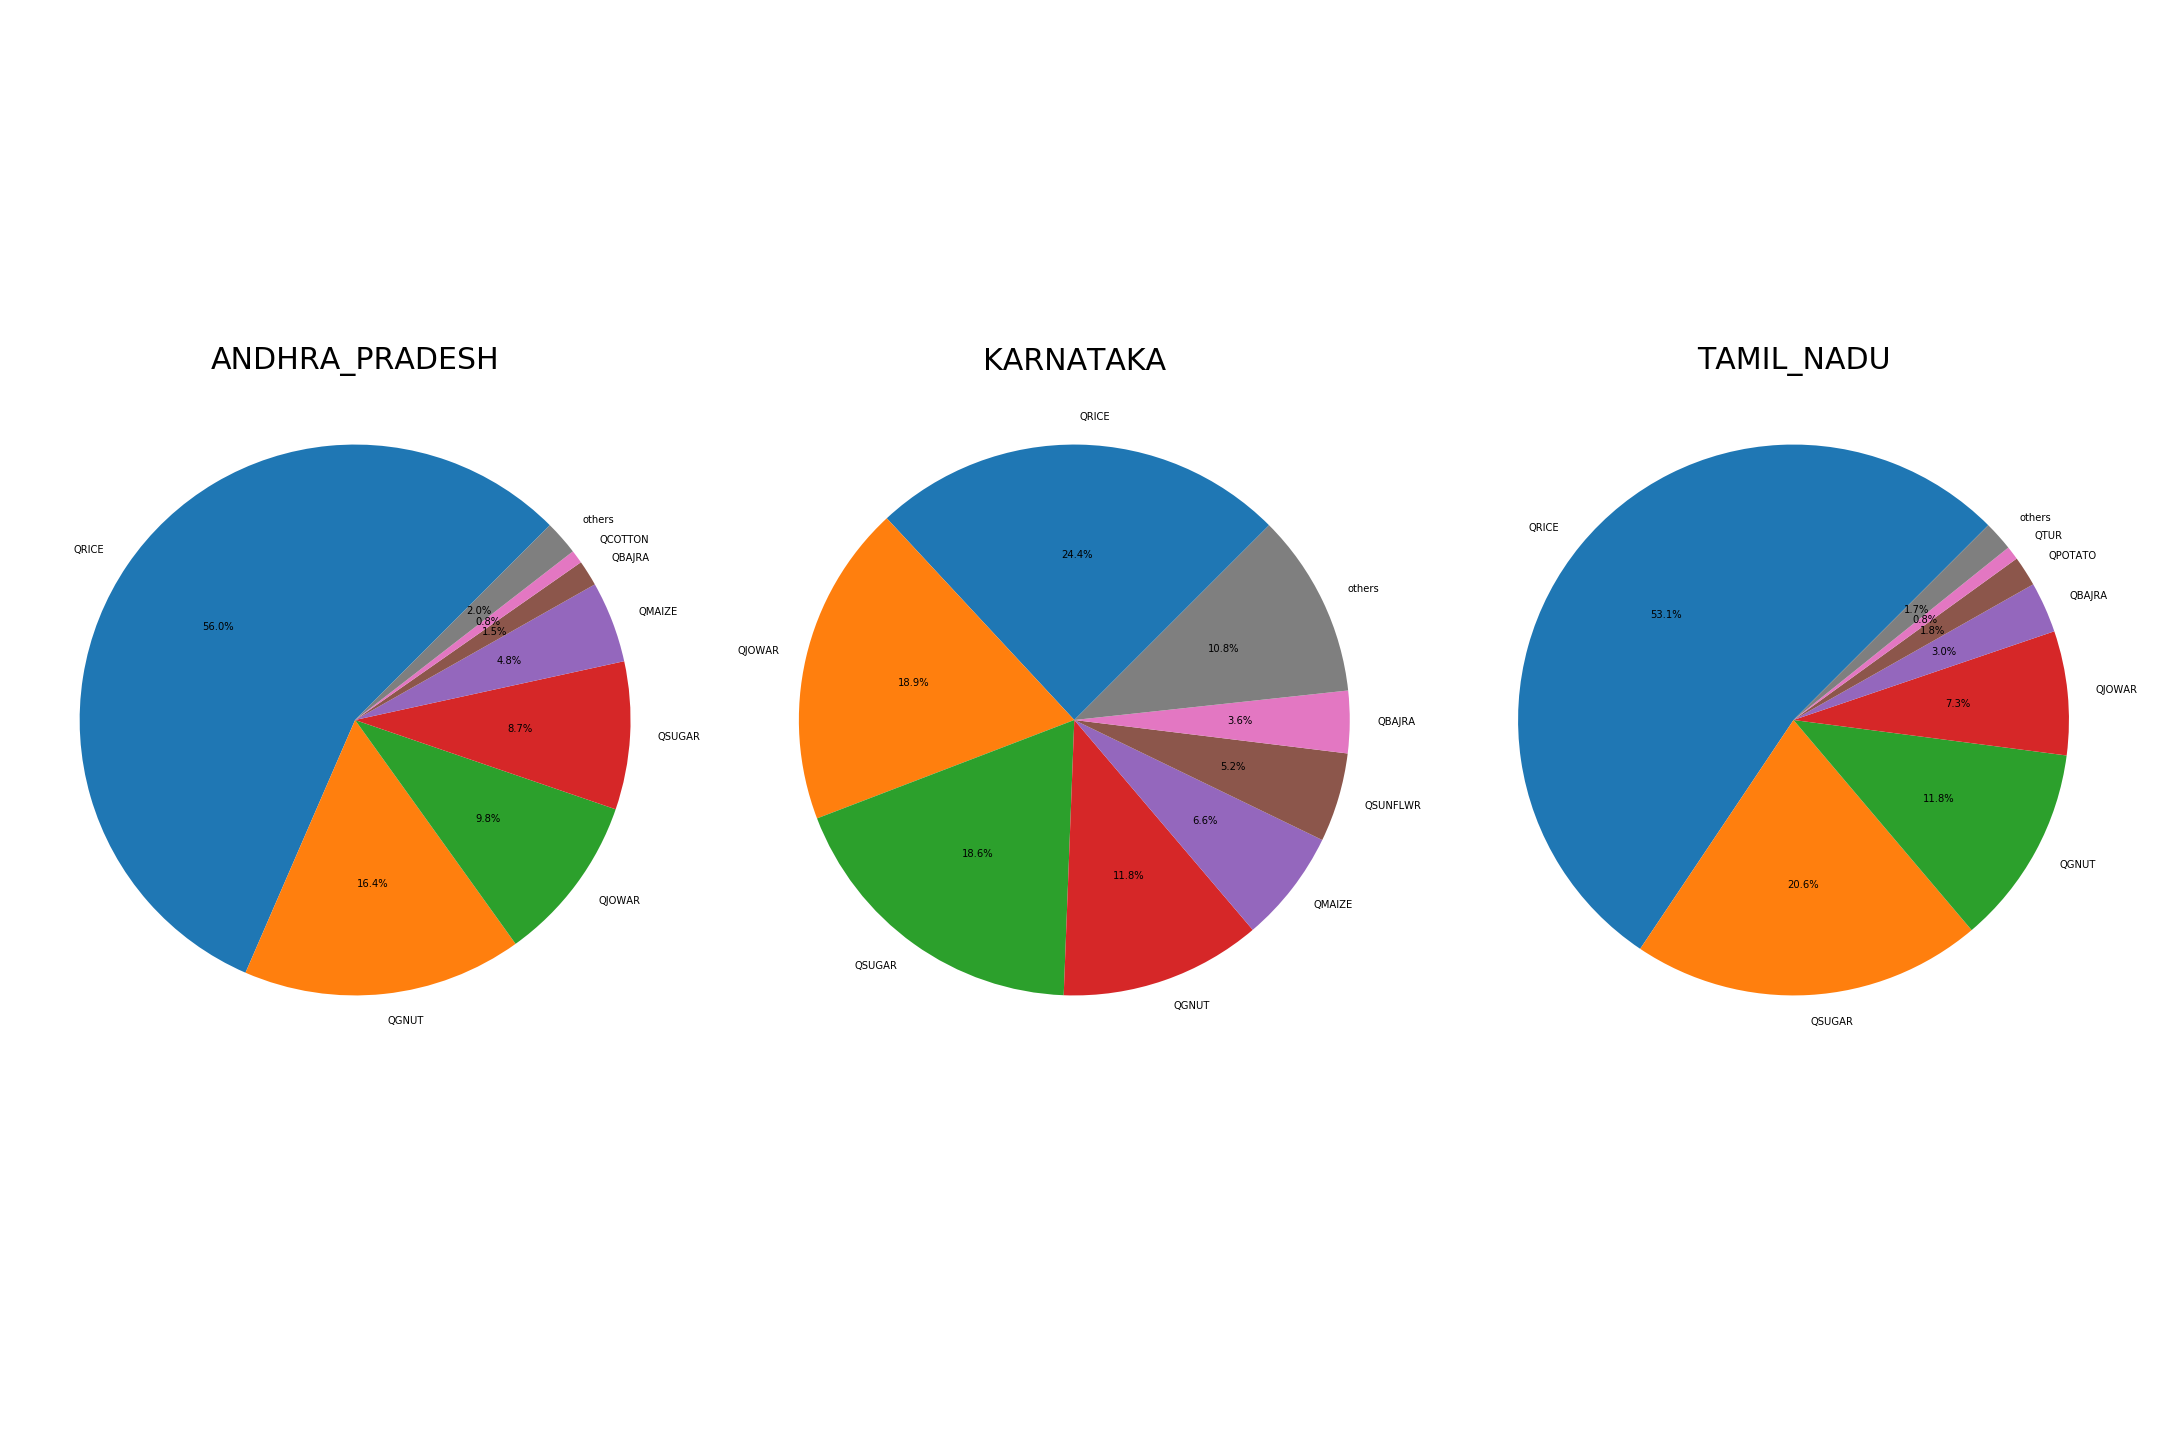 ANDHRA_PRADESH
QRICE
56.0%
QGNUT
16.4%
QJOWAR
9.8%
QSUGAR
8.7%
QMAIZE
4.8%
QBAJRA
1.5%
QCOTTON
0.8%
others
2.0%
KARNATAKA
QRICE
24.4%
QJOWAR
18.9%
QSUGAR
18.6%
QGNUT
11.8%
QMAIZE
6.6%
QSUNFLWR
5.2%
QBAJRA
3.6%
others
10.8%
TAMIL_NADU
QRICE
53.1%
QSUGAR
20.6%
QGNUT
11.8%
QJOWAR
7.3%
QBAJRA
3.0%
QPOTATO
1.8%
QTUR
0.8%
others
1.7%